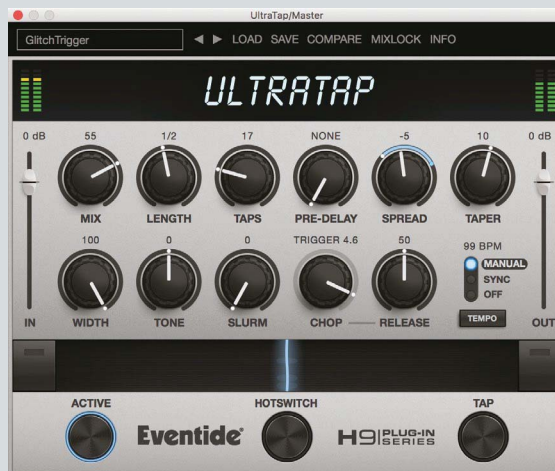 UltraTap/Master
GlitchTrigger
◀ ▶ LOAD SAVE COMPARE MIXLOCK INFO
ULTRATAP
0 dB 55 1/2 17 NONE -5 10 0 dB
MIX LENGTH TAPS PRE-DELAY SPREAD TAPER
100 0 0 TRIGGER 4.6 50 99 BPM
MANUAL
SYNC
OFF
TEMPO
IN WIDTH TONE SLURM CHOP RELEASE OUT
ACTIVE HOTSWITCH TAP
Eventide® H9 PLUG-IN SERIES